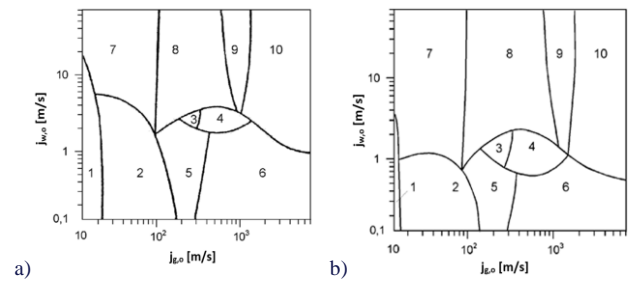 7 8 9 10
10
3 4
1
1 2 5 6
0,1
10 10² 10³
j_w,o [m/s]
j_g,o [m/s]
a)
7 8 9 10
10
3 4
1
1 2 5 6
0,1
10 10² 10³
j_w,o [m/s]
j_g,o [m/s]
b)